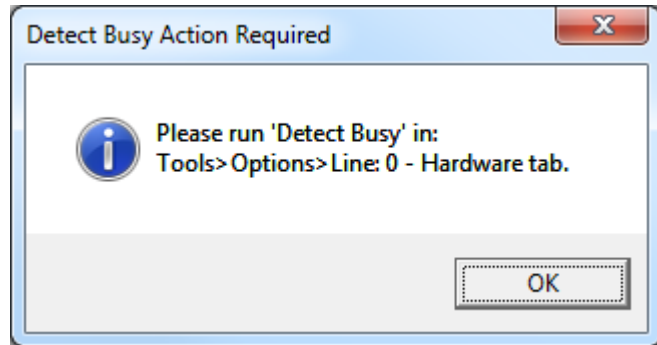 Detect Busy Action Required
Please run 'Detect Busy' in:
Tools>Options>Line: 0 - Hardware tab.
OK